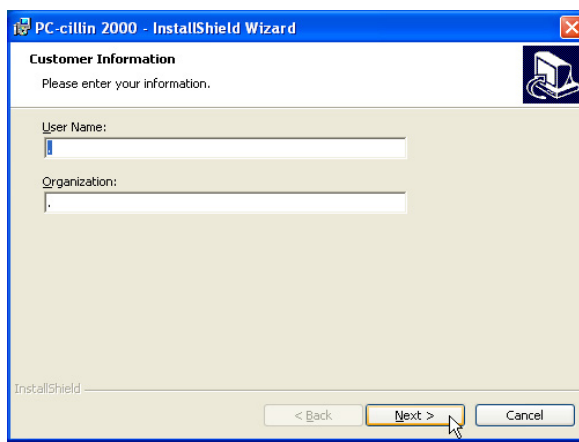 PC-cillin 2000 - InstallShield Wizard
Customer Information
Please enter your information.
User Name:
.
Organization:
.
InstallShield
< Back
Next >
Cancel